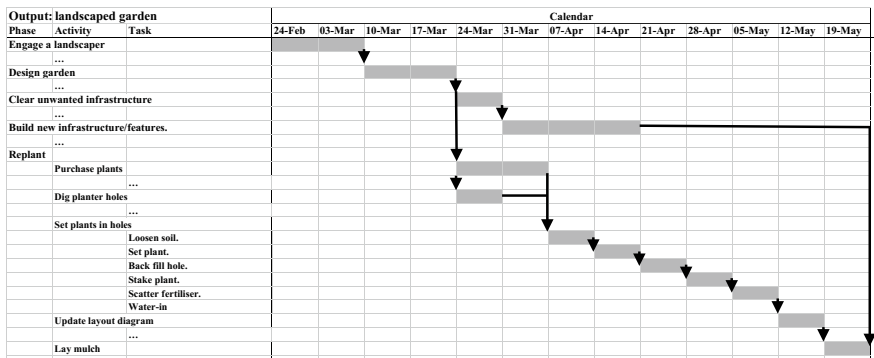 Output: landscaped garden Calendar
Phase Activity Task 24-Feb 03-Mar 10-Mar 17-Mar 24-Mar 31-Mar 07-Apr 14-Apr 21-Apr 28-Apr 05-May 12-May 19-May
Engage a landscaper
...
Design garden
...
Clear unwanted infrastructure
...
Build new infrastructure/features.
...
Replant
Purchase plants
...
Dig planter holes
...
Set plants in holes
Loosen soil.
Set plant.
Back fill hole.
Stake plant.
Scatter fertiliser.
Water-in
Update layout diagram
...
Lay mulch